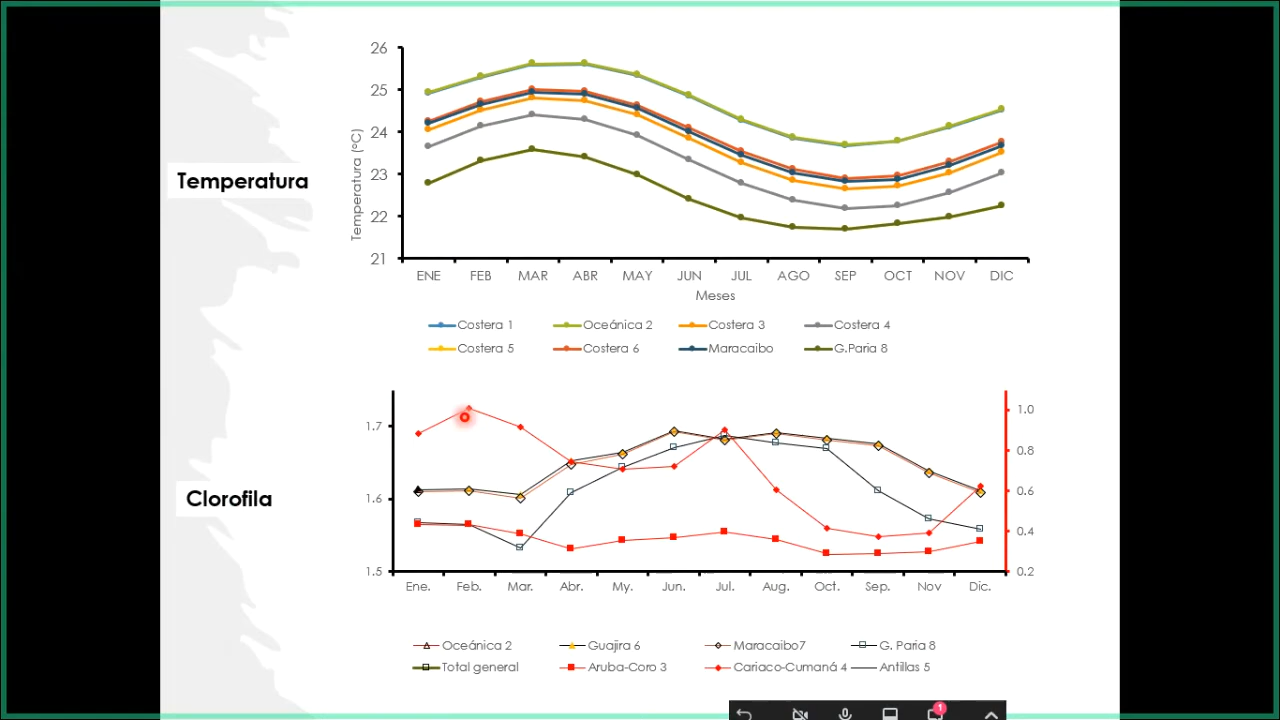 26
25
24
23
22
21
Temperatura (°C)
Temperatura
ENE FEB MAR ABR MAY JUN JUL AGO SEP OCT NOV DIC
Meses
Costera 1 Oceánica 2 Costera 3 Costera 4
Costera 5 Costera 6 Maracaibo G.Paria 8
1.7
1.6
1.5
1.0
0.8
0.6
0.4
0.2
Clorofila
Ene. Feb. Mar. Abr. My. Jun. Jul. Aug. Oct. Sep. Nov Dic.
Oceánica 2 Guajira 6 Maracaibo7 G. Paria 8
Total general Aruba-Coro 3 Cariaco-Cumaná 4 Antillas 5
1